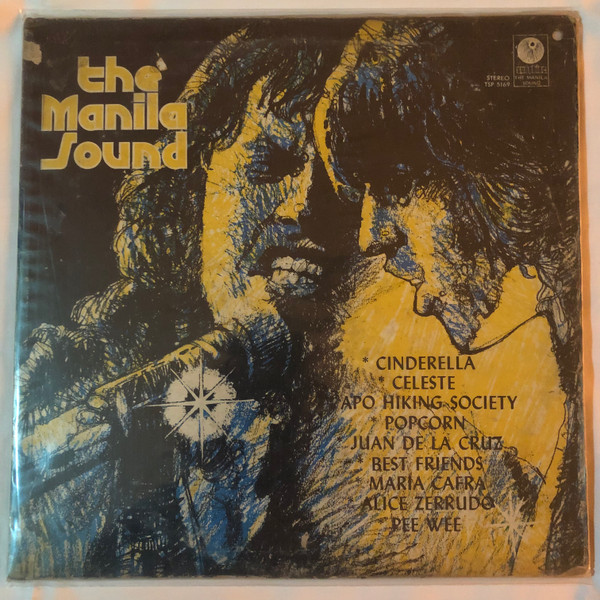 the
Manila
Sound
STEREO
TSP 5169
THE MANILA
SOUND
* CINDERELLA
* CELESTE
* APO HIKING SOCIETY
* POPCORN
JUAN DE LA CRUZ
* BEST FRIENDS
* MARIA CAFRA
ALICE ZERRUDO
* PEE WEE